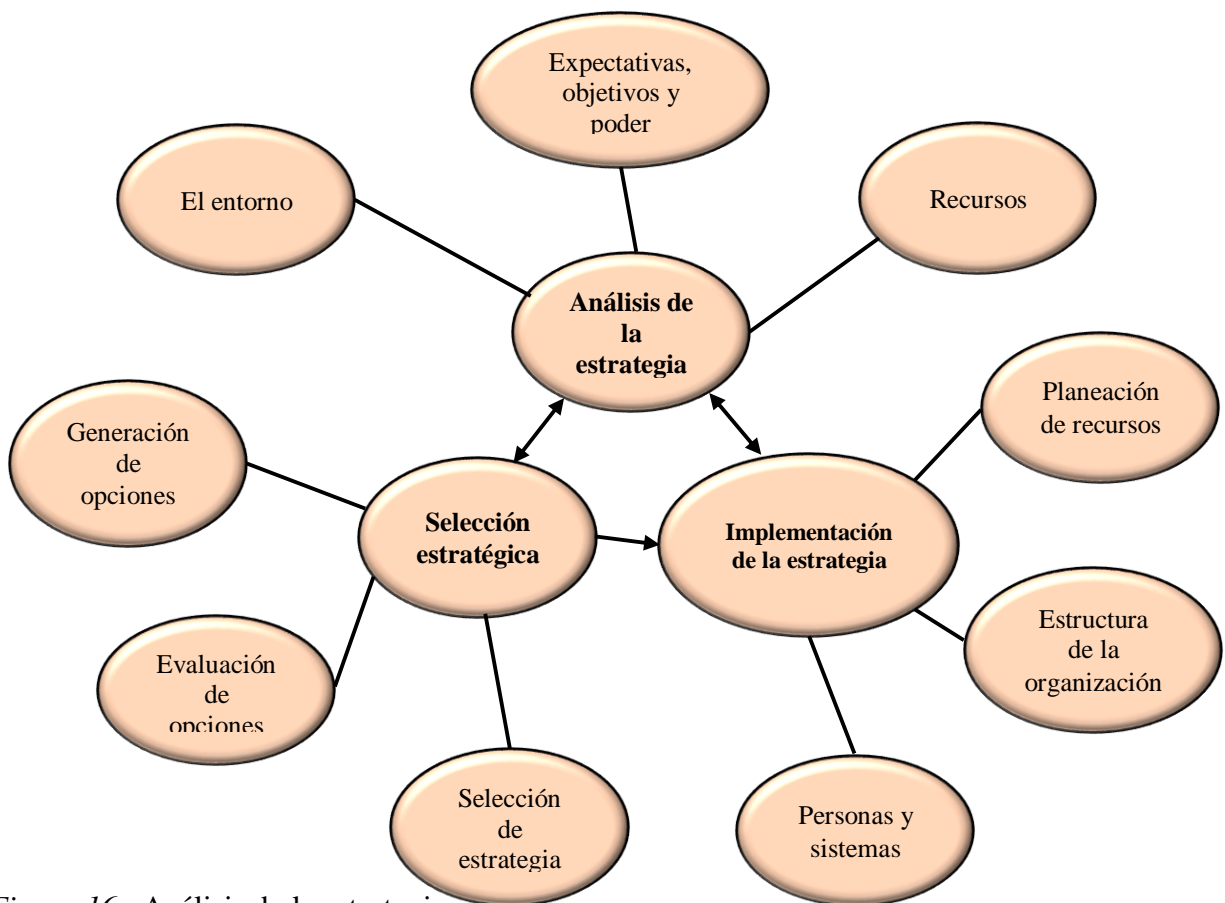 Expectativas,
objetivos y
poder
El entorno
Recursos
Análisis de
la
estrategia
Planeación
de recursos
Generación
de
opciones
Selección
estratégica
Implementación
de la estrategia
Estructura
de la
organización
Evaluación
de
opciones
Selección
de
estrategia
Personas y
sistemas